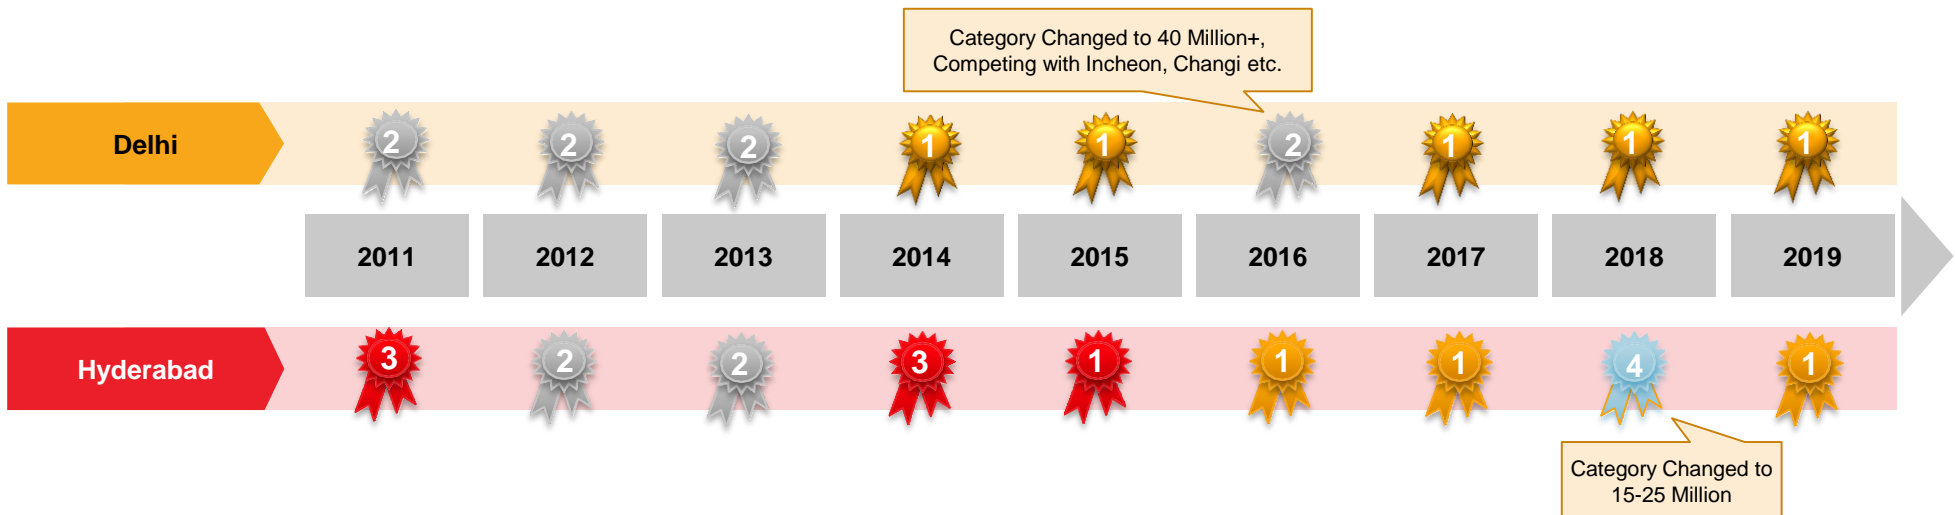 Category Changed to 40 Million+,
Competing with Incheon, Changi etc.
Delhi
2 2 2 1 1 2 1 1 1
2011 2012 2013 2014 2015 2016 2017 2018 2019
Hyderabad
3 2 2 3 1 1 1 4 1
Category Changed to
15-25 Million